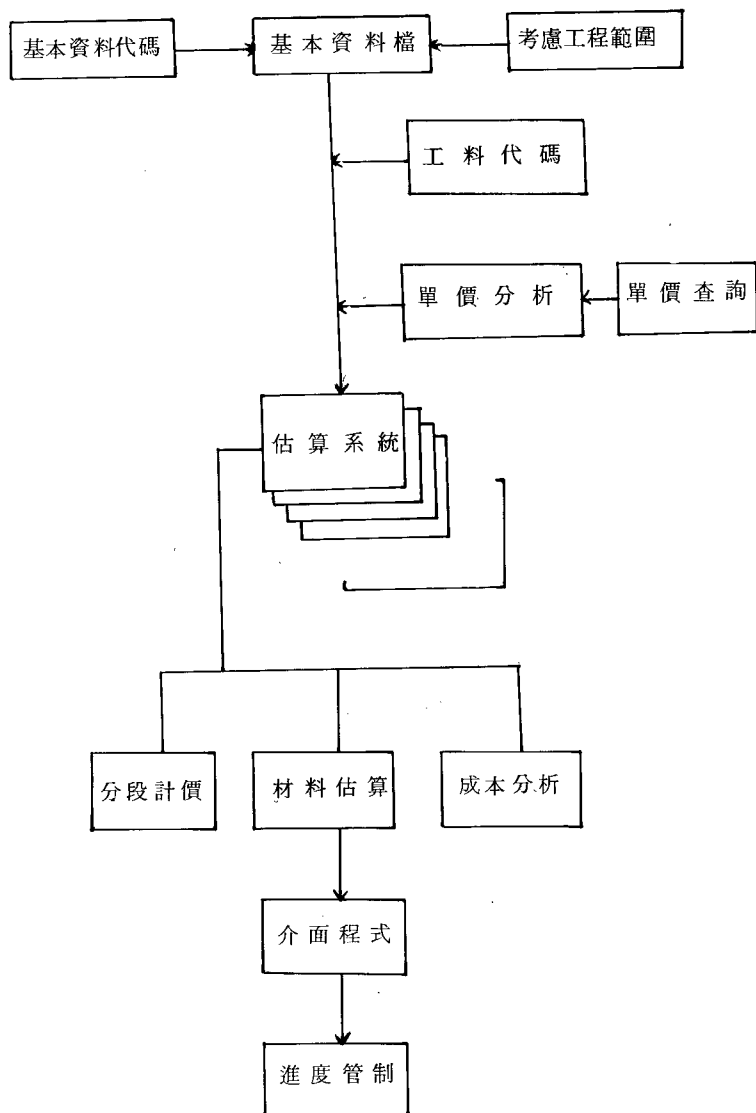 基本資料代碼
基本資料檔
考慮工程範圍
工料代碼
單價分析
單價查詢
估算系統
分段計價
材料估算
成本分析
介面程式
進度管制